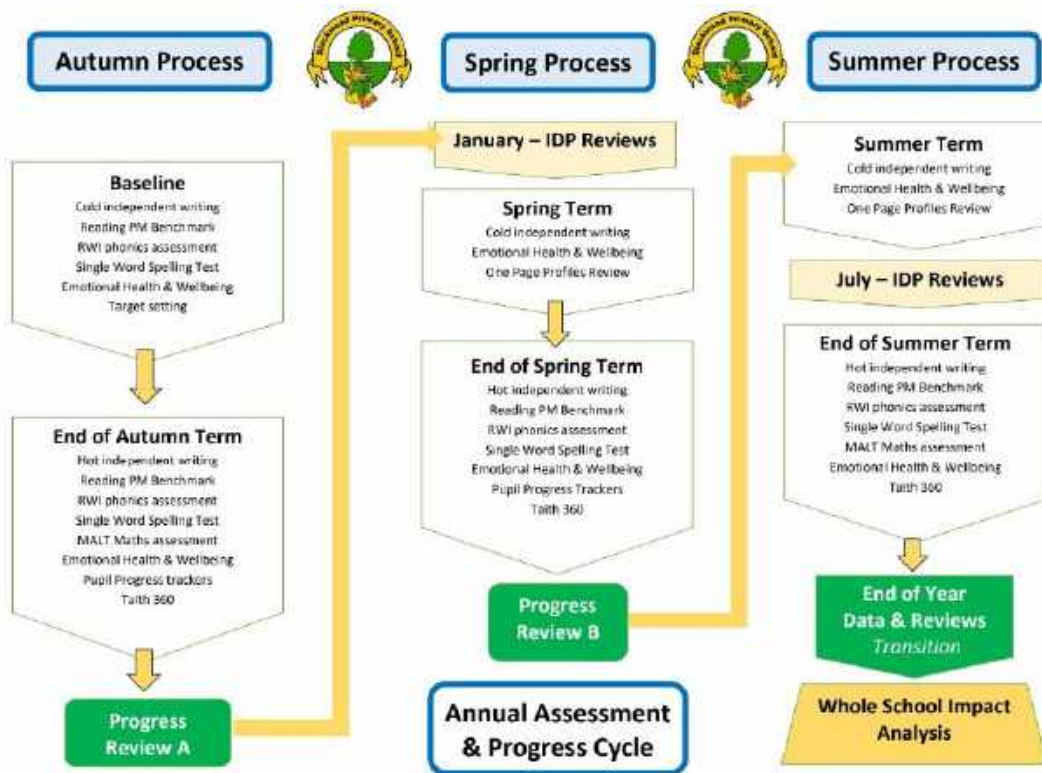 Autumn Process
Baseline
Cold independent writing
Reading PM Benchmark
RWI phonics assessment
Single Word Spelling Test
Emotional Health & Wellbeing
Target setting
End of Autumn Term
Hot independent writing
Reading PM Benchmark
RWI phonics assessment
Single Word Spelling Test
MALT Maths assessment
Emotional Health & Wellbeing
Pupil Progress trackers
Taith 360
Progress
Review A
Primary School
Spring Process
January – IDP Reviews
Spring Term
Cold independent writing
Emotional Health & Wellbeing
One Page Profiles Review
End of Spring Term
Hot independent writing
Reading PM Benchmark
RWI phonics assessment
Single Word Spelling Test
Emotional Health & Wellbeing
Pupil Progress Trackers
Taith 360
Progress
Review B
Annual Assessment
& Progress Cycle
Primary School
Summer Process
Summer Term
Cold independent writing
Emotional Health & Wellbeing
One Page Profiles Review
July – IDP Reviews
End of Summer Term
Hot independent writing
Reading PM Benchmark
RWI phonics assessment
Single Word Spelling Test
MALT Maths assessment
Emotional Health & Wellbeing
Taith 360
End of Year
Data & Reviews
Transition
Whole School Impact
Analysis